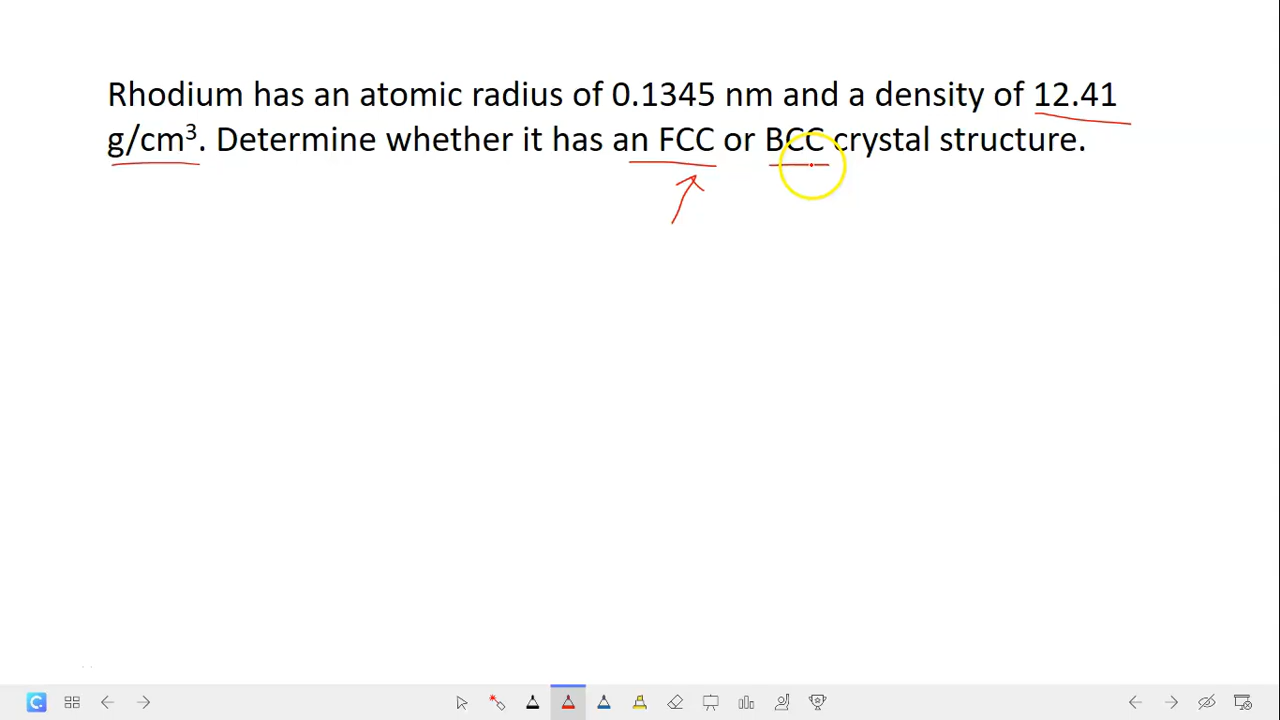 Rhodium has an atomic radius of 0.1345 nm and a density of 12.41
g/cm³. Determine whether it has an FCC or BCC crystal structure.